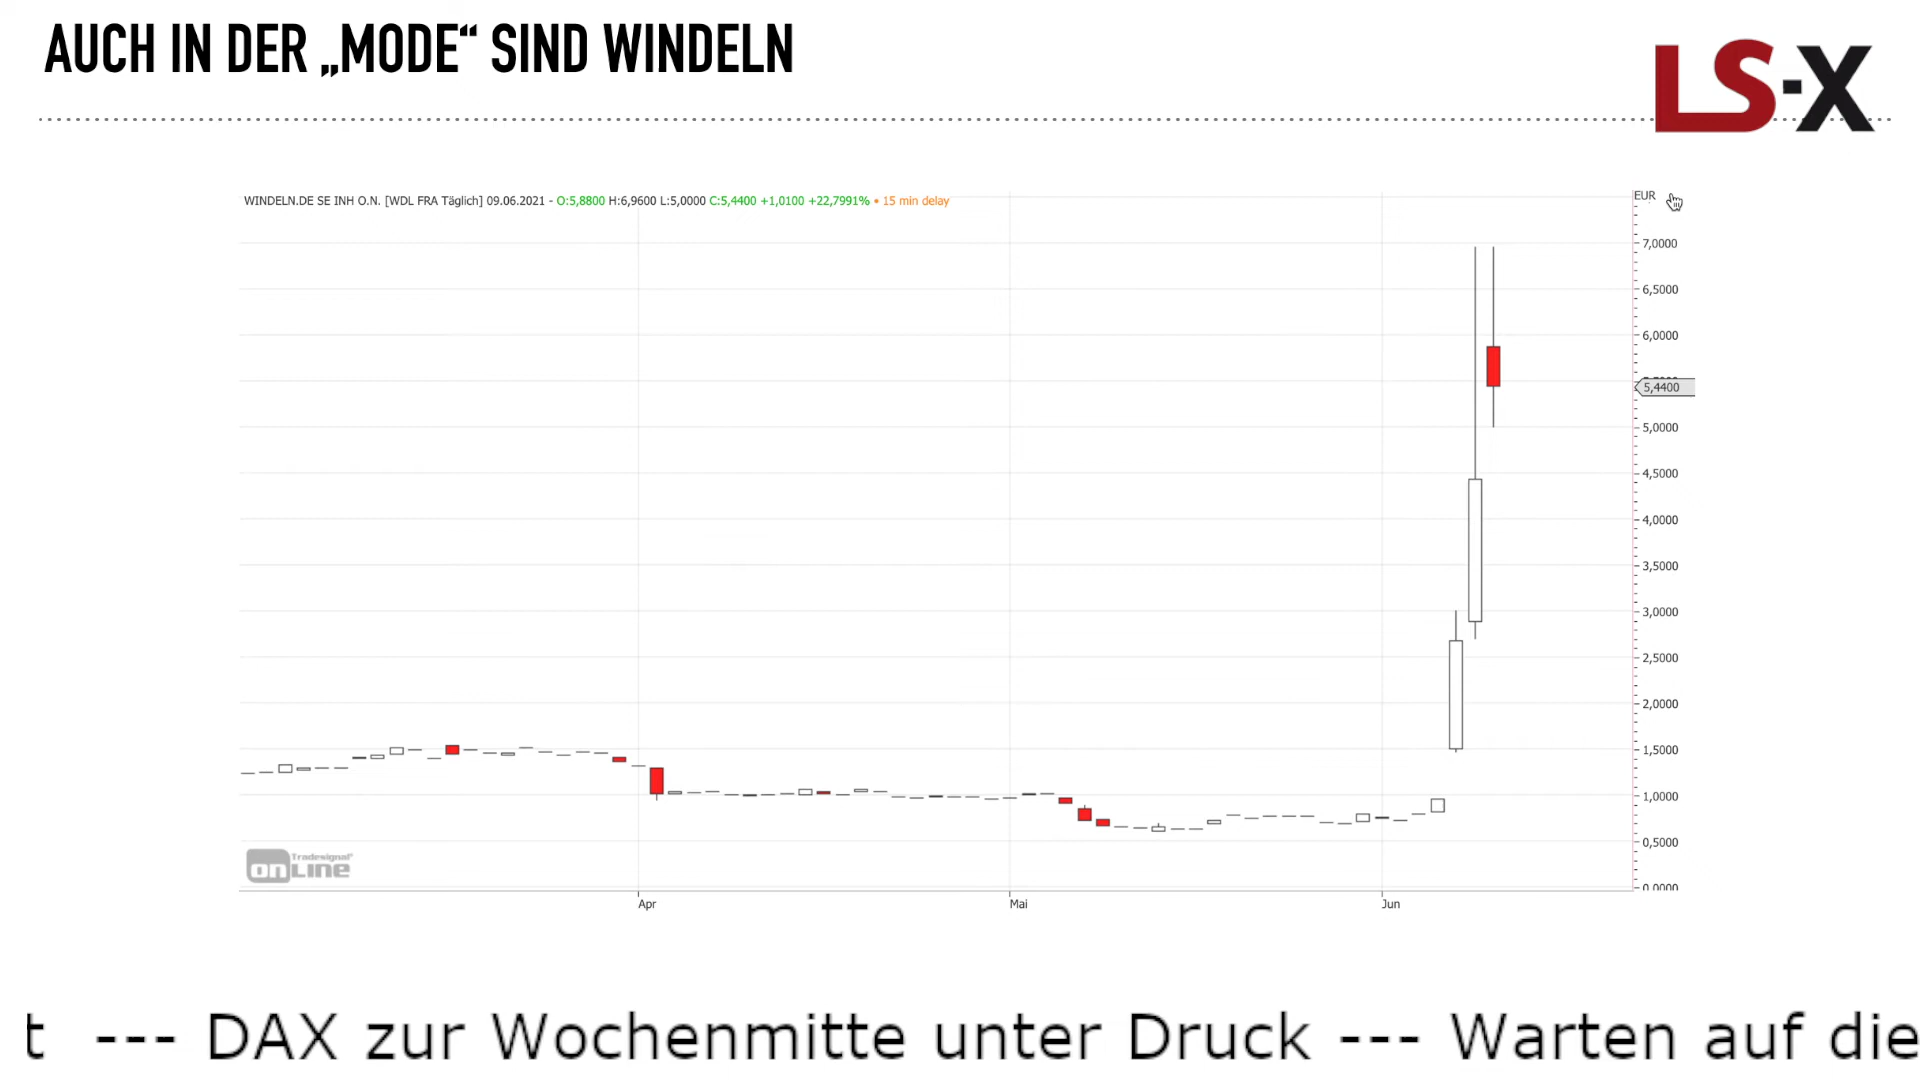 AUCH IN DER „MODE“ SIND WINDELN
LS-X
WINDELN.DE SE INH O.N. [WDL FRA Täglich] 09.06.2021 - O:5,8800 H:6,9600 L:5,0000 C:5,4400 +1,0100 +22,7991% • 15 min delay
EUR
7,0000
6,5000
6,0000
5,4400
5,0000
4,5000
4,0000
3,5000
3,0000
2,5000
2,0000
1,5000
1,0000
0,5000
0,0000
Tradesignal®
onLine
Apr Mai Jun
t --- DAX zur Wochenmitte unter Druck --- Warten auf die